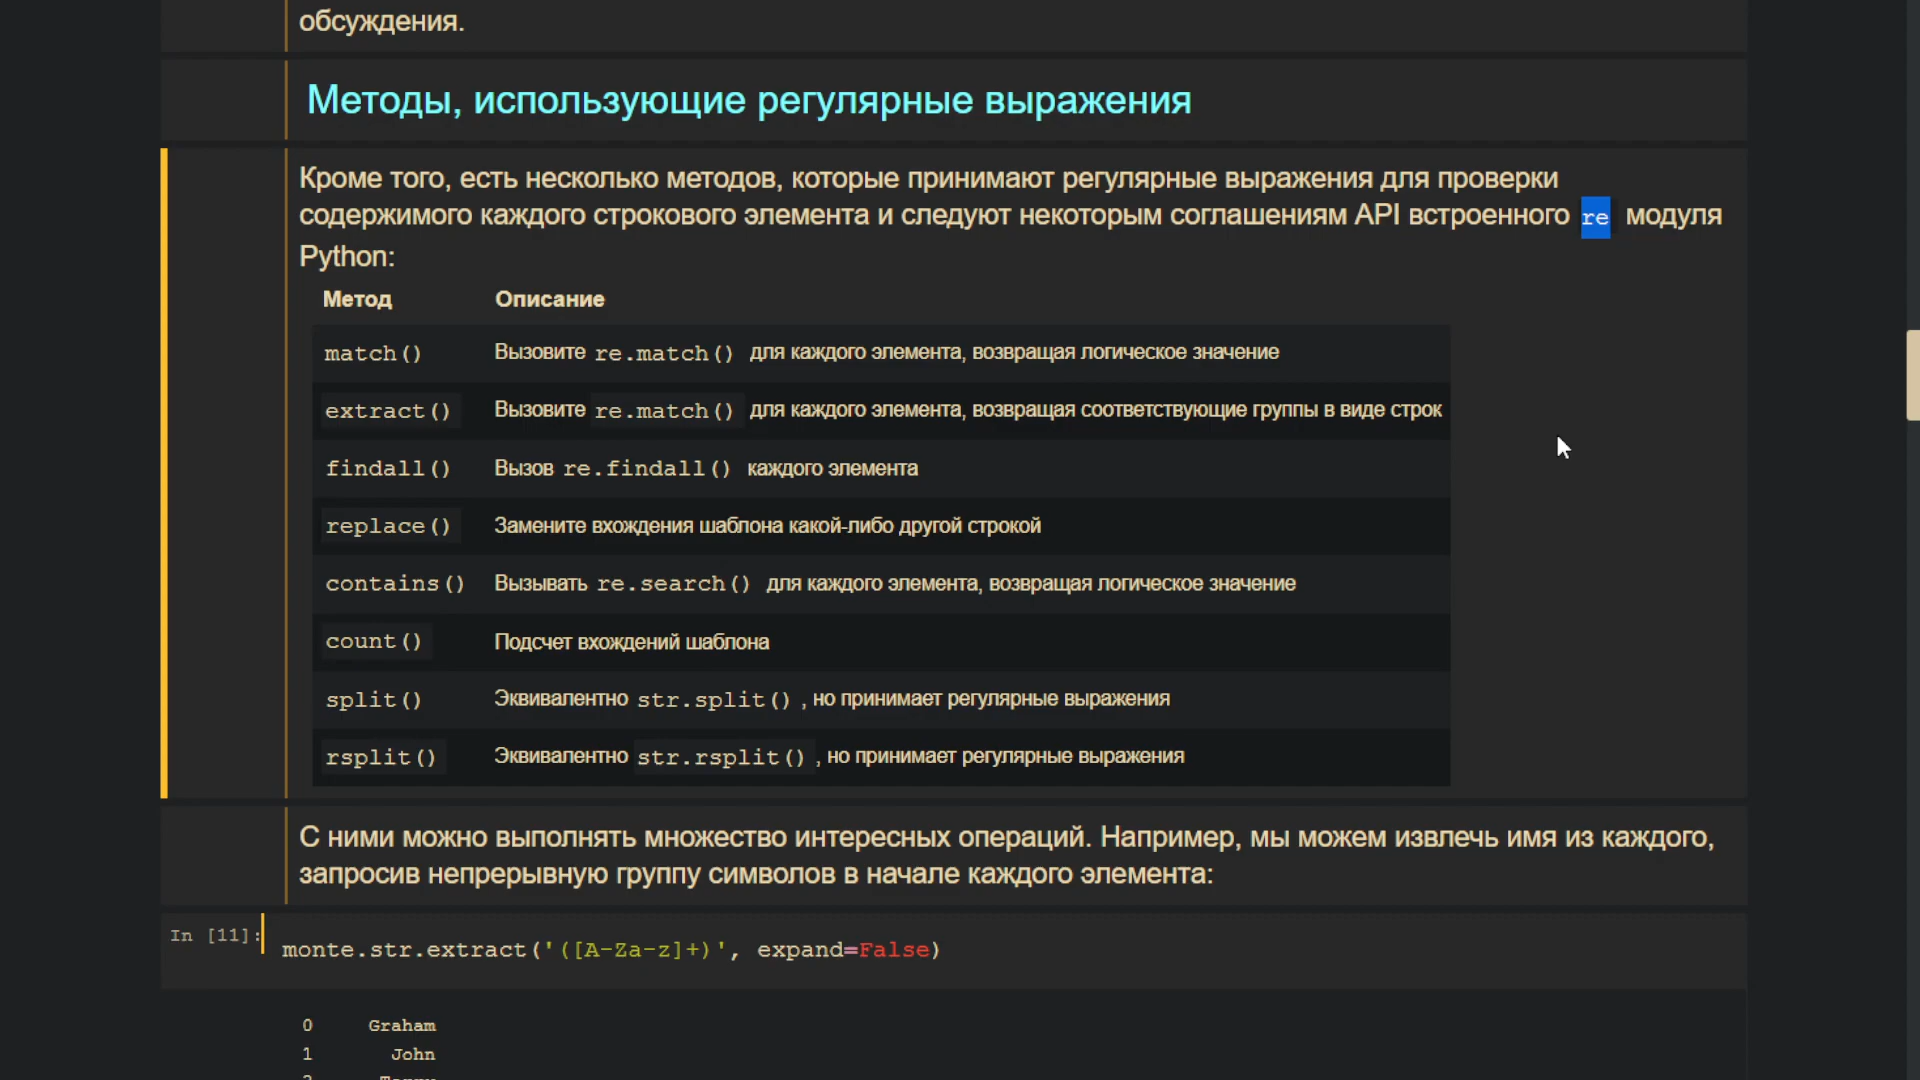 обсуждения.
Методы, использующие регулярные выражения
Кроме того, есть несколько методов, которые принимают регулярные выражения для проверки
содержимого каждого строкового элемента и следуют некоторым соглашениям API встроенного re модуля
Python:
Метод Описание
match() Вызовите re.match() для каждого элемента, возвращая логическое значение
extract() Вызовите re.match() для каждого элемента, возвращая соответствующие группы в виде строк
findall() Вызов re.findall() каждого элемента
replace() Замените вхождения шаблона какой-либо другой строкой
contains() Вызывать re.search() для каждого элемента, возвращая логическое значение
count() Подсчет вхождений шаблона
split() Эквивалентно str.split() , но принимает регулярные выражения
rsplit() Эквивалентно str.rsplit() , но принимает регулярные выражения
С ними можно выполнять множество интересных операций. Например, мы можем извлечь имя из каждого,
запросив непрерывную группу символов в начале каждого элемента:
In [11]: monte.str.extract('([A-Za-z]+)', expand=False)
0 Graham
1 John